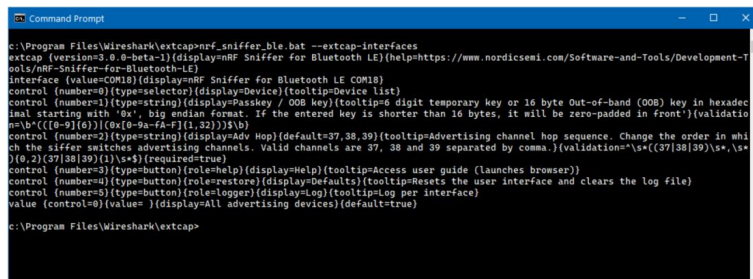 Command Prompt
c:\Program Files\Wireshark\extcap>nrf_sniffer_ble.bat --extcap-interfaces
extcap {version=3.0.0-beta-1}{display=nRF Sniffer for Bluetooth LE}{help=https://www.nordicsemi.com/Software-and-Tools/Development-T
ools/nRF-Sniffer-for-Bluetooth-LE}
interface {value=COM18}{display=nRF Sniffer for Bluetooth LE COM18}
control {number=0}{type=selector}{display=Device}{tooltip=Device list}
control {number=1}{type=string}{display=Passkey / OOB key}{tooltip=6 digit temporary key or 16 byte Out-of-band (OOB) key in hexadec
imal starting with '0x', big endian format. If the entered key is shorter than 16 bytes, it will be zero-padded in front'}{validatio
n=\b^(([0-9]{6})|(0x[0-9a-fA-F]{1,32}))$\b}
control {number=2}{type=string}{display=Adv Hop}{default=37,38,39}{tooltip=Advertising channel hop sequence. Change the order in whi
ch the siffer switches advertising channels. Valid channels are 37, 38 and 39 separated by comma.}{validation=^\s*((37|38|39)\s*,\s*
){0,2}(37|38|39){1}\s*$}{required=true}
control {number=3}{type=button}{role=help}{display=Help}{tooltip=Access user guide (launches browser)}
control {number=4}{type=button}{role=restore}{display=Defaults}{tooltip=Resets the user interface and clears the log file}
control {number=5}{type=button}{role=logger}{display=Log}{tooltip=Log per interface}
value {control=0}{value= }{display=All advertising devices}{default=true}
c:\Program Files\Wireshark\extcap>